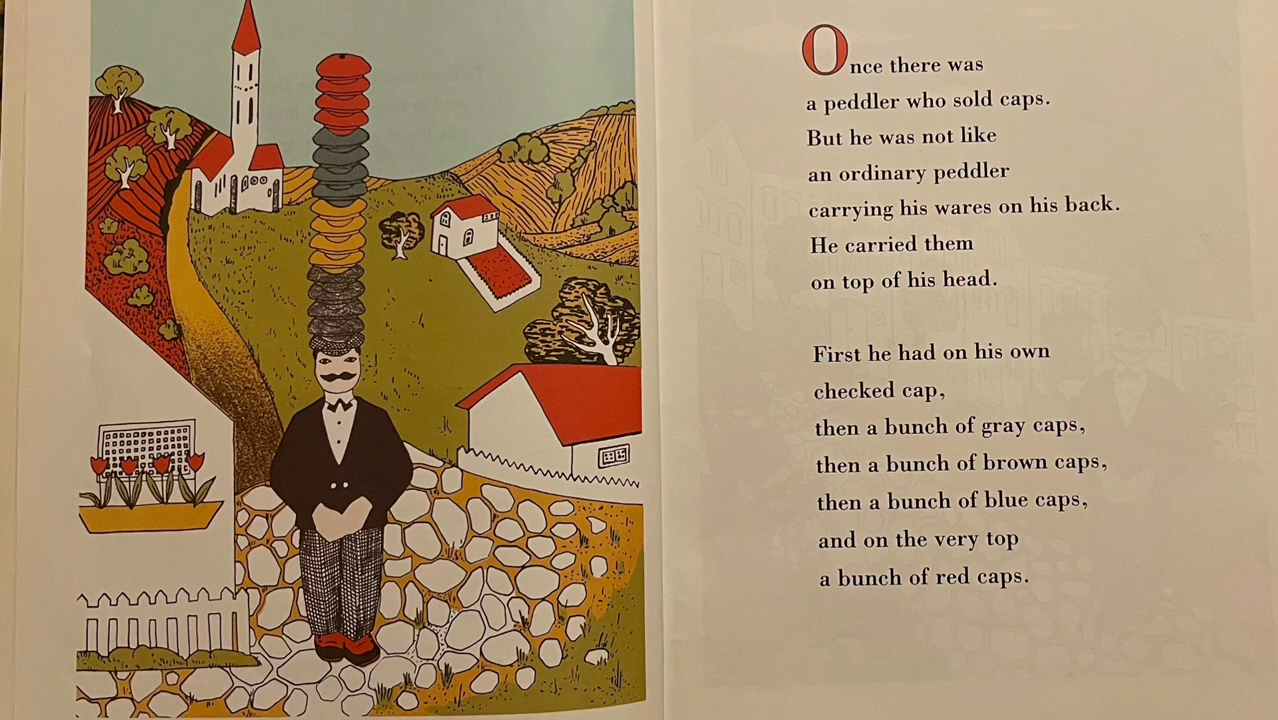 Once there was
a peddler who sold caps.
But he was not like
an ordinary peddler
carrying his wares on his back.
He carried them
on top of his head.
First he had on his own
checked cap,
then a bunch of gray caps,
then a bunch of brown caps,
then a bunch of blue caps,
and on the very top
a bunch of red caps.